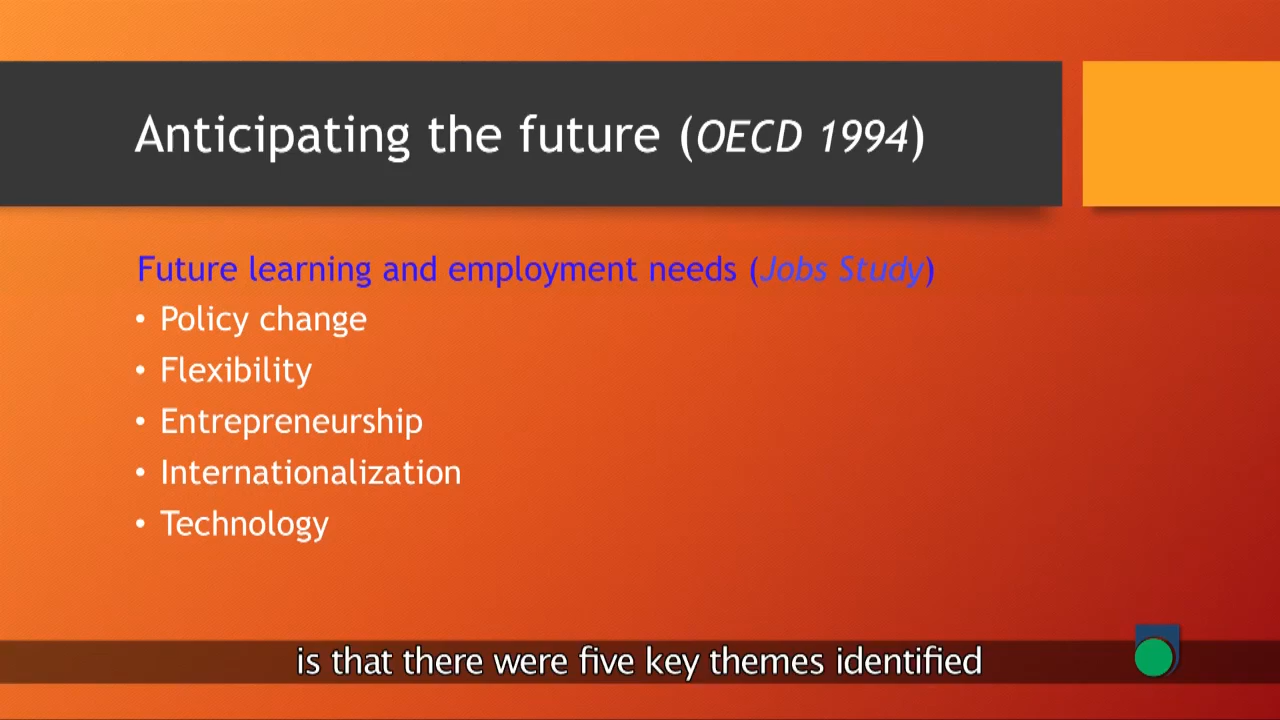 Anticipating the future (OECD 1994)
Future learning and employment needs (Jobs Study)
• Policy change
• Flexibility
• Entrepreneurship
• Internationalization
• Technology
is that there were five key themes identified